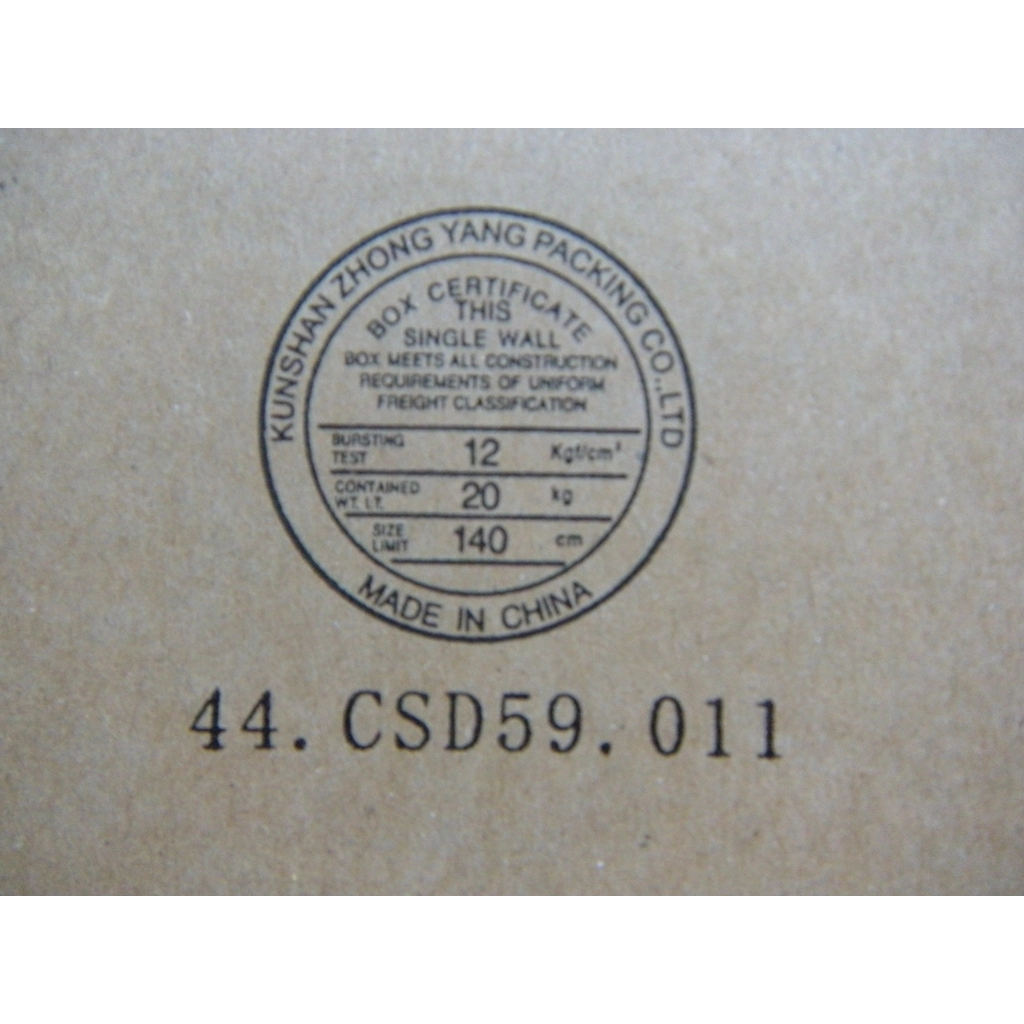 KUNSHAN ZHONG YANG PACKING CO.,LTD
BOX CERTIFICATE
THIS
SINGLE WALL
BOX MEETS ALL CONSTRUCTION
REQUIREMENTS OF UNIFORM
FREIGHT CLASSIFICATION
BURSTING TEST 12 Kgf/cm²
CONTAINED WT. LT. 20 kg
SIZE LIMIT 140 cm
MADE IN CHINA
44.CSD59.011